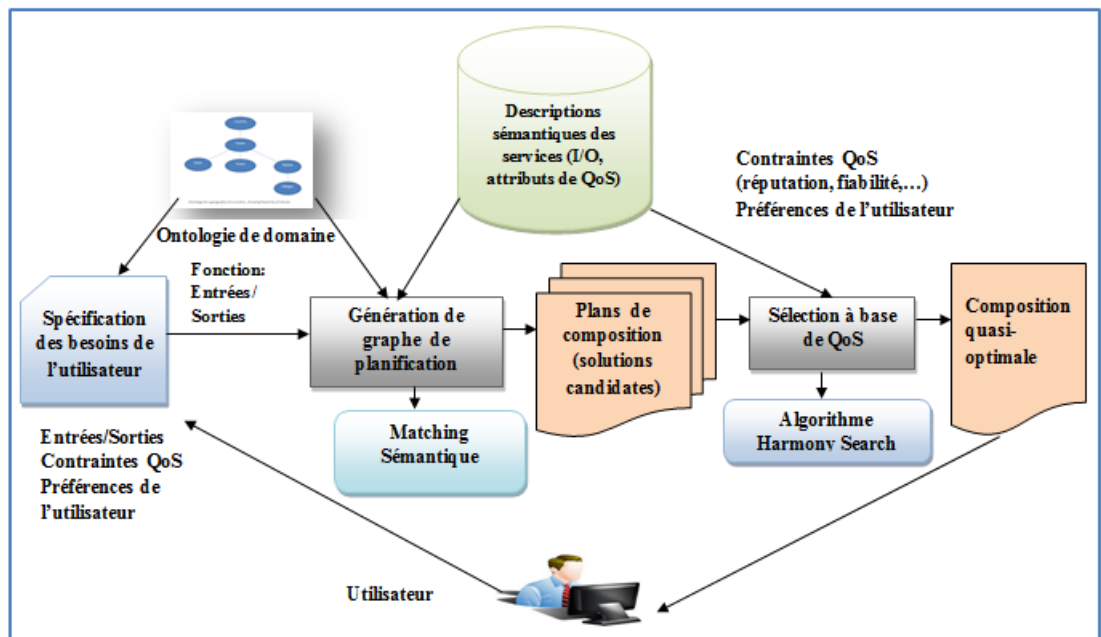 Descriptions
sémantiques des
services (I/O,
attributs de QoS)
Contraintes QoS
(réputation, fiabilité,…)
Préférences de l’utilisateur
Ontologie de domaine
Fonction:
Entrées/
Sorties
Spécification
des besoins de
l’utilisateur
Génération de
graphe de
planification
Plans de
composition
(solutions
candidates)
Sélection à base
de QoS
Composition
quasi-
optimale
Matching
Sémantique
Algorithme
Harmony Search
Entrées/Sorties
Contraintes QoS
Préférences de
l’utilisateur
Utilisateur